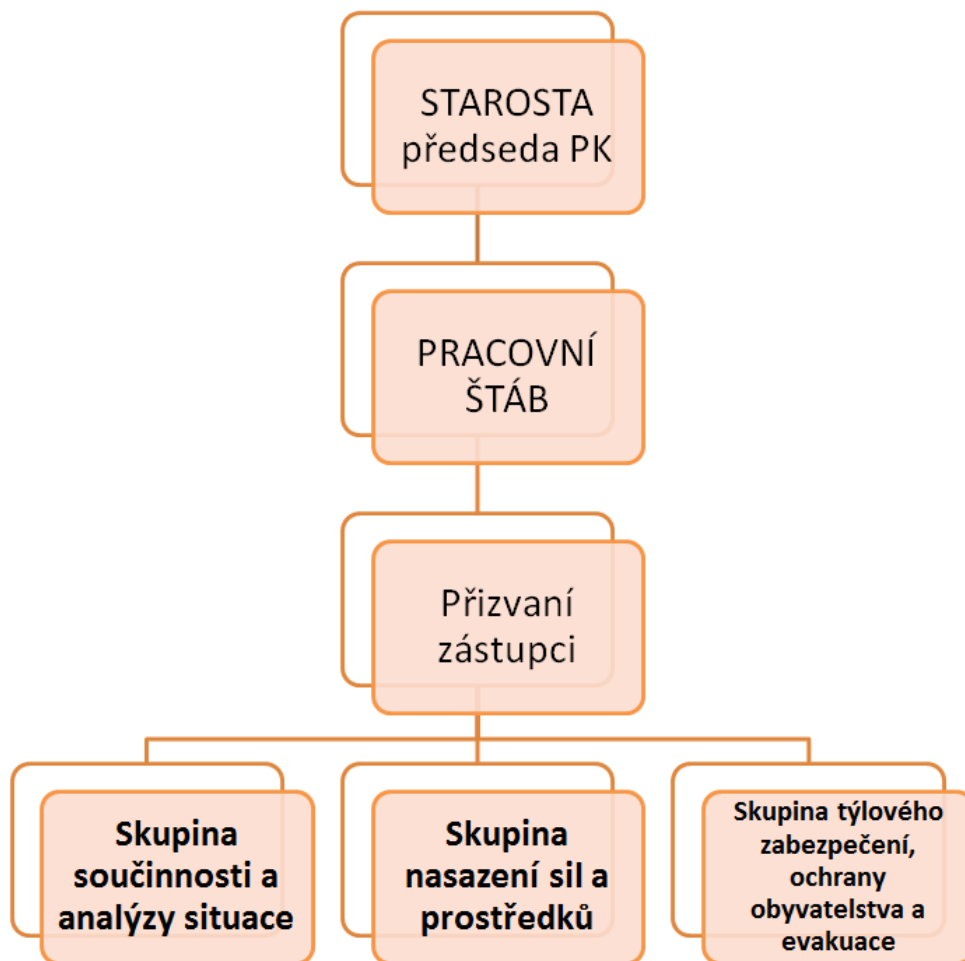 STAROSTA
předseda PK
PRACOVNÍ
ŠTÁB
Přizvaní
zástupci
Skupina
součinnosti a
analýzy situace
Skupina
nasazení sil a
prostředků
Skupina týlového
zabezpečení,
ochrany
obyvatelstva a
evakuace